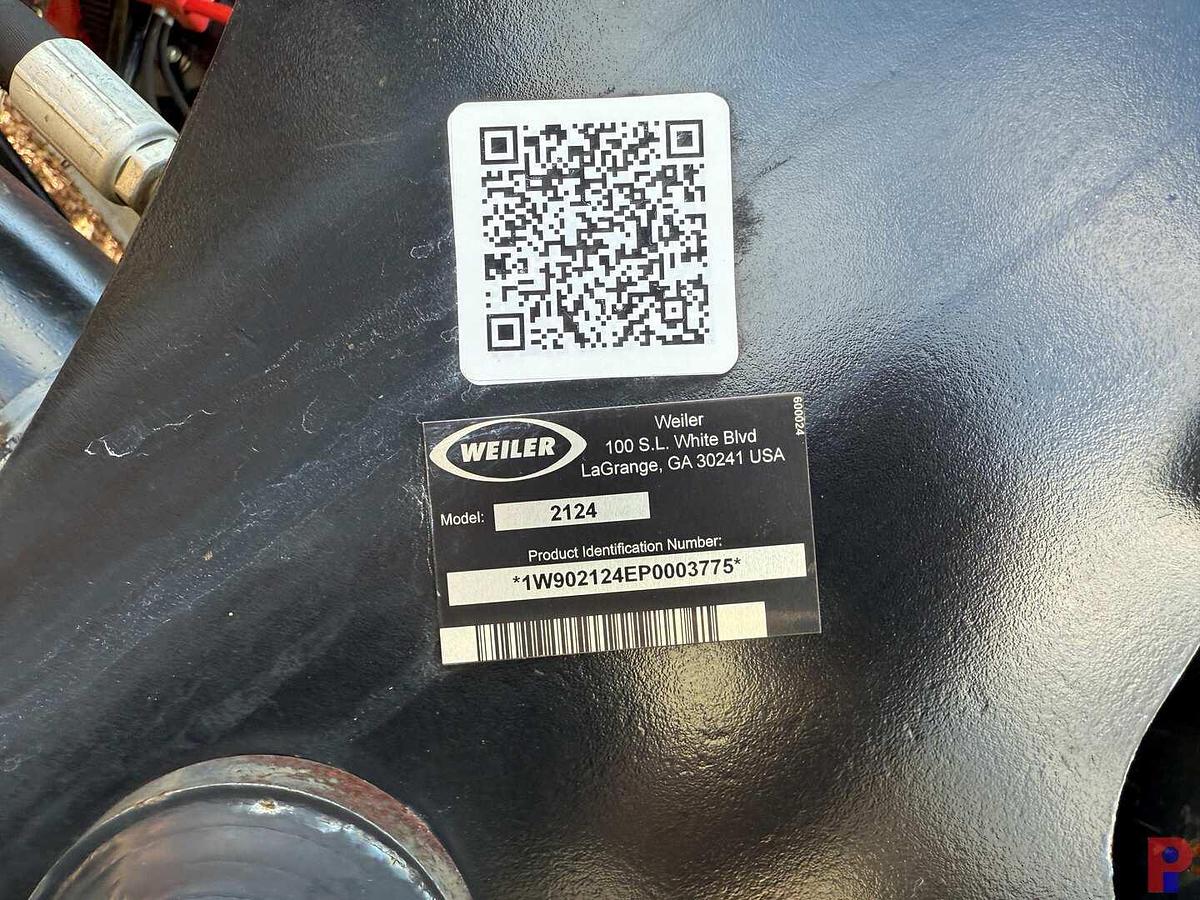 WEILER
Weiler
100 S.L. White Blvd
LaGrange, GA 30241 USA
600024
Model: 2124
Product Identification Number:
*1W902124EP0003775*